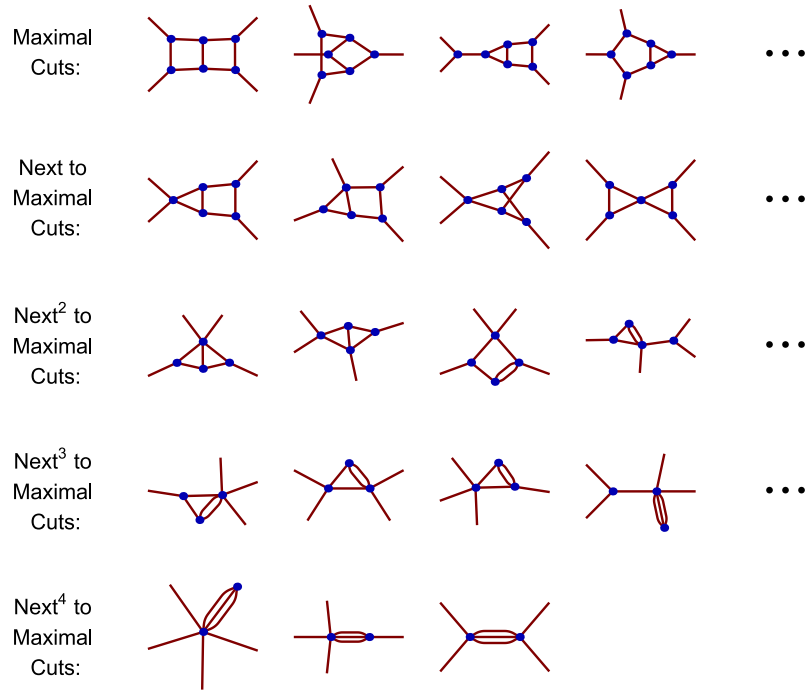 Maximal
Cuts:
Next to
Maximal
Cuts:
Next² to
Maximal
Cuts:
Next³ to
Maximal
Cuts:
Next⁴ to
Maximal
Cuts: